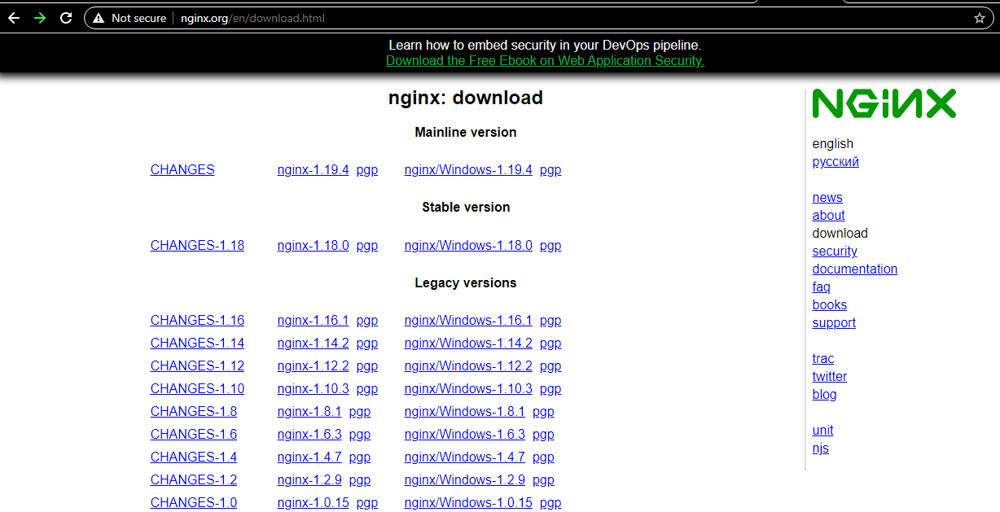 Not secure nginx.org/en/download.html
Learn how to embed security in your DevOps pipeline.
Download the Free Ebook on Web Application Security.
nginx: download
Mainline version
CHANGES nginx-1.19.4 pgp nginx/Windows-1.19.4 pgp
Stable version
CHANGES-1.18 nginx-1.18.0 pgp nginx/Windows-1.18.0 pgp
Legacy versions
CHANGES-1.16 nginx-1.16.1 pgp nginx/Windows-1.16.1 pgp
CHANGES-1.14 nginx-1.14.2 pgp nginx/Windows-1.14.2 pgp
CHANGES-1.12 nginx-1.12.2 pgp nginx/Windows-1.12.2 pgp
CHANGES-1.10 nginx-1.10.3 pgp nginx/Windows-1.10.3 pgp
CHANGES-1.8 nginx-1.8.1 pgp nginx/Windows-1.8.1 pgp
CHANGES-1.6 nginx-1.6.3 pgp nginx/Windows-1.6.3 pgp
CHANGES-1.4 nginx-1.4.7 pgp nginx/Windows-1.4.7 pgp
CHANGES-1.2 nginx-1.2.9 pgp nginx/Windows-1.2.9 pgp
CHANGES-1.0 nginx-1.0.15 pgp nginx/Windows-1.0.15 pgp
NGiNX
english
русский
news
about
download
security
documentation
faq
books
support
trac
twitter
blog
unit
njs